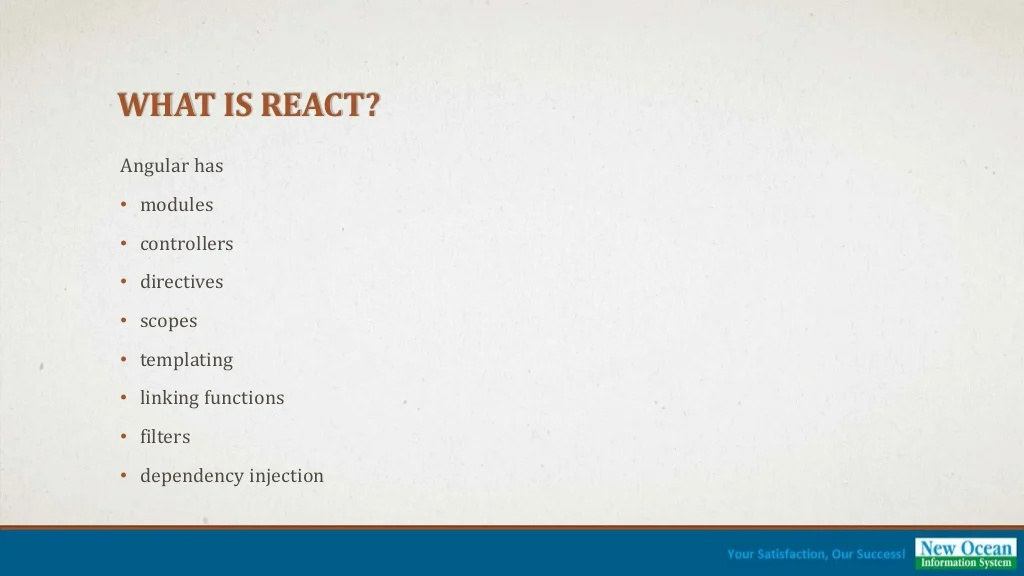 WHAT IS REACT?
Angular has
• modules
• controllers
• directives
• scopes
• templating
• linking functions
• filters
• dependency injection
Your Satisfaction, Our Success!
New Ocean
Information System